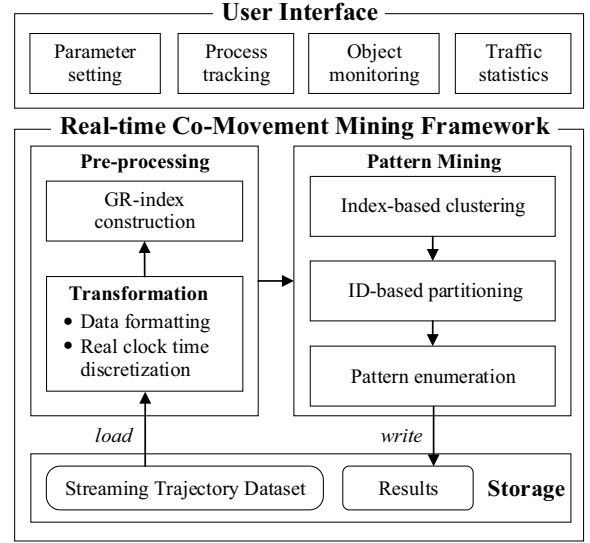 User Interface
Parameter setting
Process tracking
Object monitoring
Traffic statistics
Real-time Co-Movement Mining Framework
Pre-processing
GR-index construction
Transformation
• Data formatting
• Real clock time discretization
Pattern Mining
Index-based clustering
ID-based partitioning
Pattern enumeration
load
write
Streaming Trajectory Dataset
Results
Storage